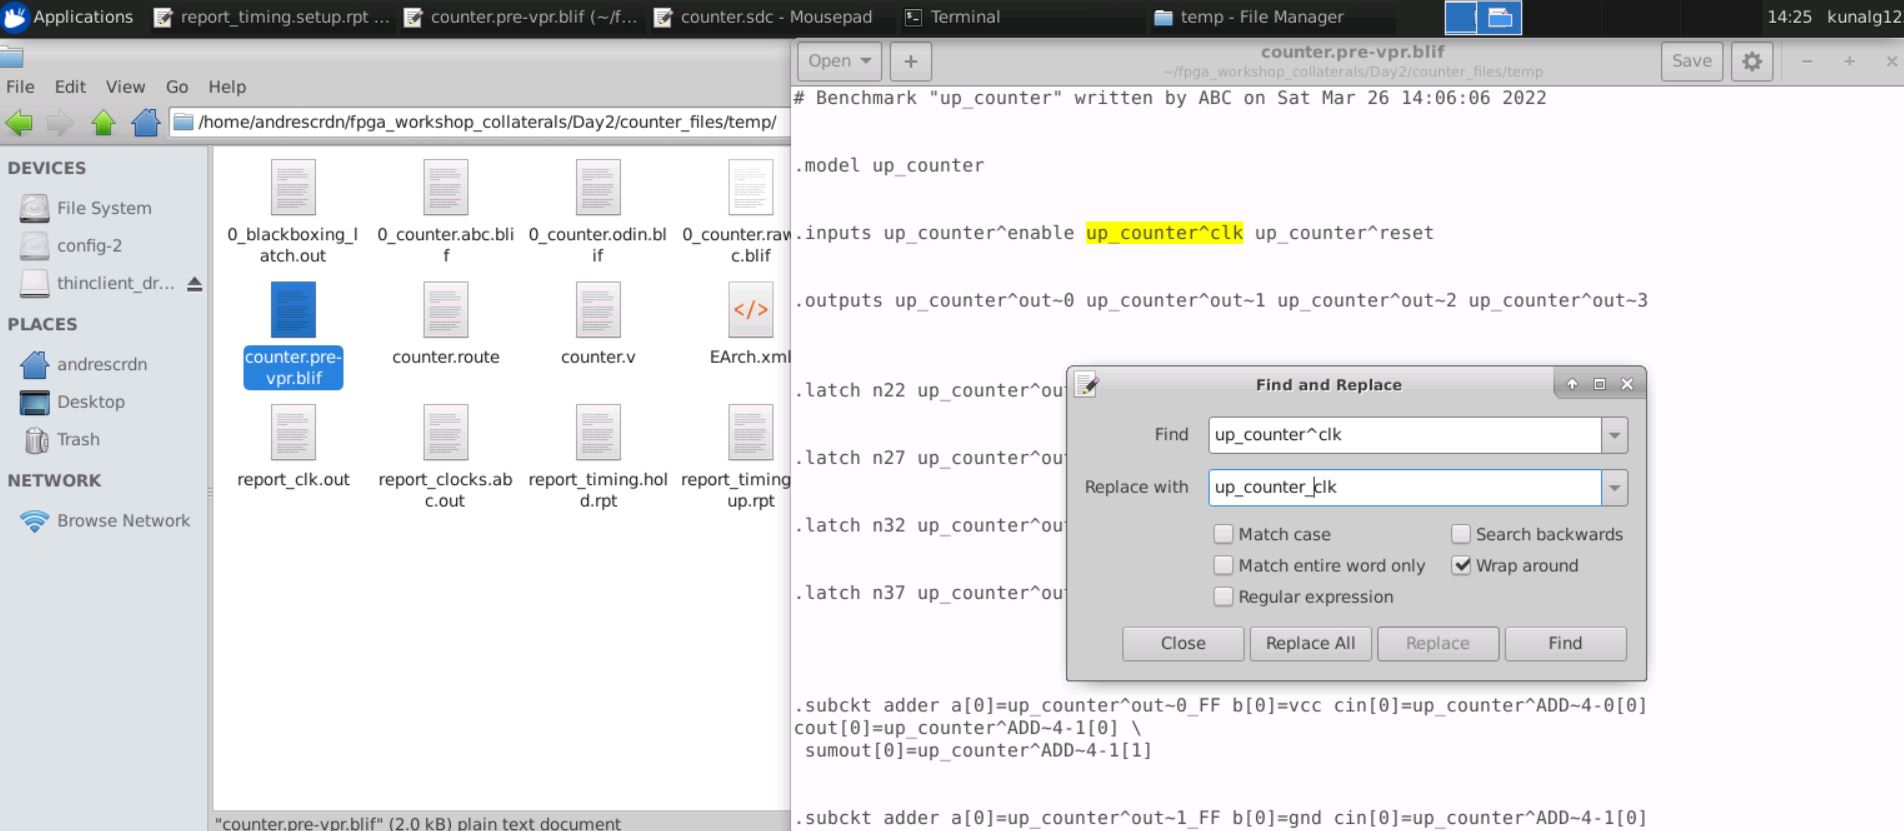 Applications report_timing.setup.rpt ... counter.pre-vpr.blif (~/f... counter.sdc - Mousepad Terminal temp - File Manager 14:25 kunalg12
File Edit View Go Help
/home/andrescrdn/fpga_workshop_collaterals/Day2/counter_files/temp/
DEVICES
File System
config-2
thinclient_dr...
PLACES
andrescrdn
Desktop
Trash
NETWORK
Browse Network
0_blackboxing_l
atch.out
0_counter.abc.bli
f
0_counter.odin.bl
if
0_counter.raw
c.blif
counter.pre-
vpr.blif
counter.route
counter.v
EArch.xml
report_clk.out
report_clocks.ab
c.out
report_timing.hol
d.rpt
report_timing
up.rpt
"counter.pre-vpr.blif" (2.0 kB) plain text document
Open + counter.pre-vpr.blif Save
~/fpga_workshop_collaterals/Day2/counter_files/temp
# Benchmark "up_counter" written by ABC on Sat Mar 26 14:06:06 2022
.model up_counter
.inputs up_counter^enable up_counter^clk up_counter^reset
.outputs up_counter^out~0 up_counter^out~1 up_counter^out~2 up_counter^out~3
.latch n22 up_counter^ou
.latch n27 up_counter^ou
.latch n32 up_counter^ou
.latch n37 up_counter^ou
Find and Replace
Find up_counter^clk
Replace with up_counter_clk
Match case Search backwards
Match entire word only Wrap around
Regular expression
Close Replace All Replace Find
.subckt adder a[0]=up_counter^out~0_FF b[0]=vcc cin[0]=up_counter^ADD~4-0[0]
cout[0]=up_counter^ADD~4-1[0] \
sumout[0]=up_counter^ADD~4-1[1]
.subckt adder a[0]=up_counter^out~1_FF b[0]=gnd cin[0]=up_counter^ADD~4-1[0]